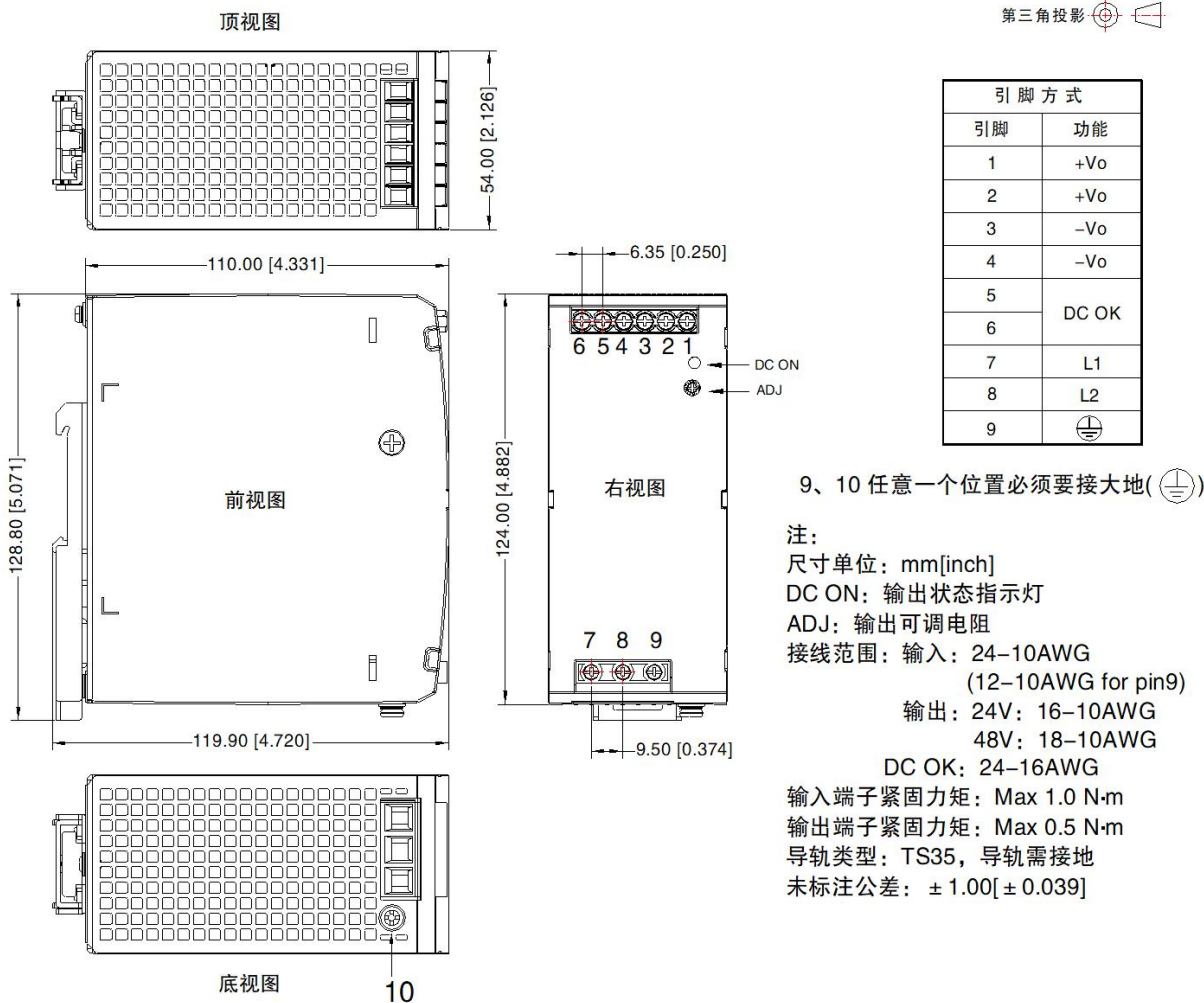 顶视图
第三角投影
54.00 [2.126]
110.00 [4.331]
128.80 [5.071]
前视图
119.90 [4.720]
6.35 [0.250]
6 5 4 3 2 1
DC ON
ADJ
124.00 [4.882]
右视图
7 8 9
9.50 [0.374]
底视图
10
引脚方式
引脚 功能
1 +Vo
2 +Vo
3 −Vo
4 −Vo
5 DC OK
6
7 L1
8 L2
9
9、10 任意一个位置必须要接大地( )
注：
尺寸单位：mm[inch]
DC ON：输出状态指示灯
ADJ：输出可调电阻
接线范围：输入：24−10AWG
(12−10AWG for pin9)
输出：24V：16−10AWG
48V：18−10AWG
DC OK：24−16AWG
输入端子紧固力矩：Max 1.0 N·m
输出端子紧固力矩：Max 0.5 N·m
导轨类型：TS35，导轨需接地
未标注公差：±1.00[±0.039]